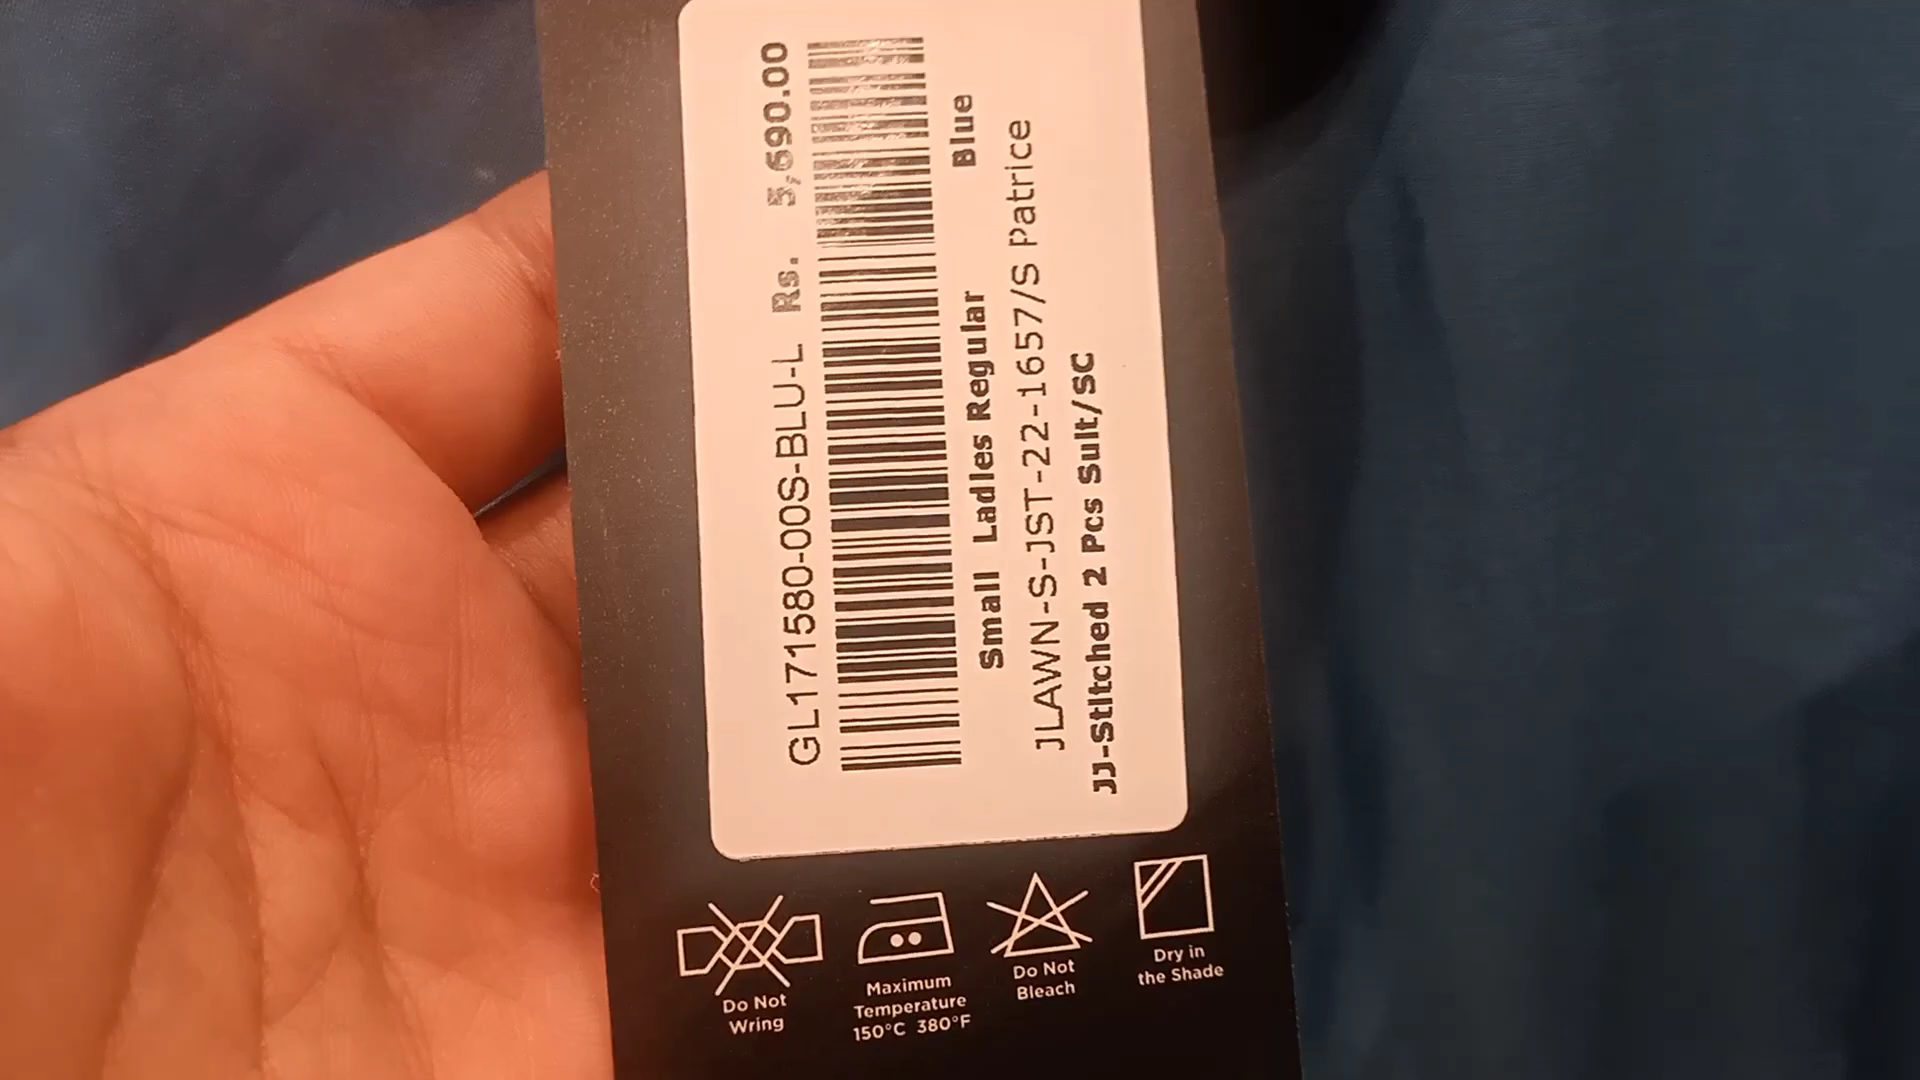 GL171580-00S-BLU-L Rs. 5,690.00
Small Ladies Regular Blue
JLAWN-S-JST-22-1657/S Patrice
JJ-Stitched 2 Pcs Suit/SC
Do Not
Wring
Maximum
Temperature
150°C 380°F
Do Not
Bleach
Dry in
the Shade